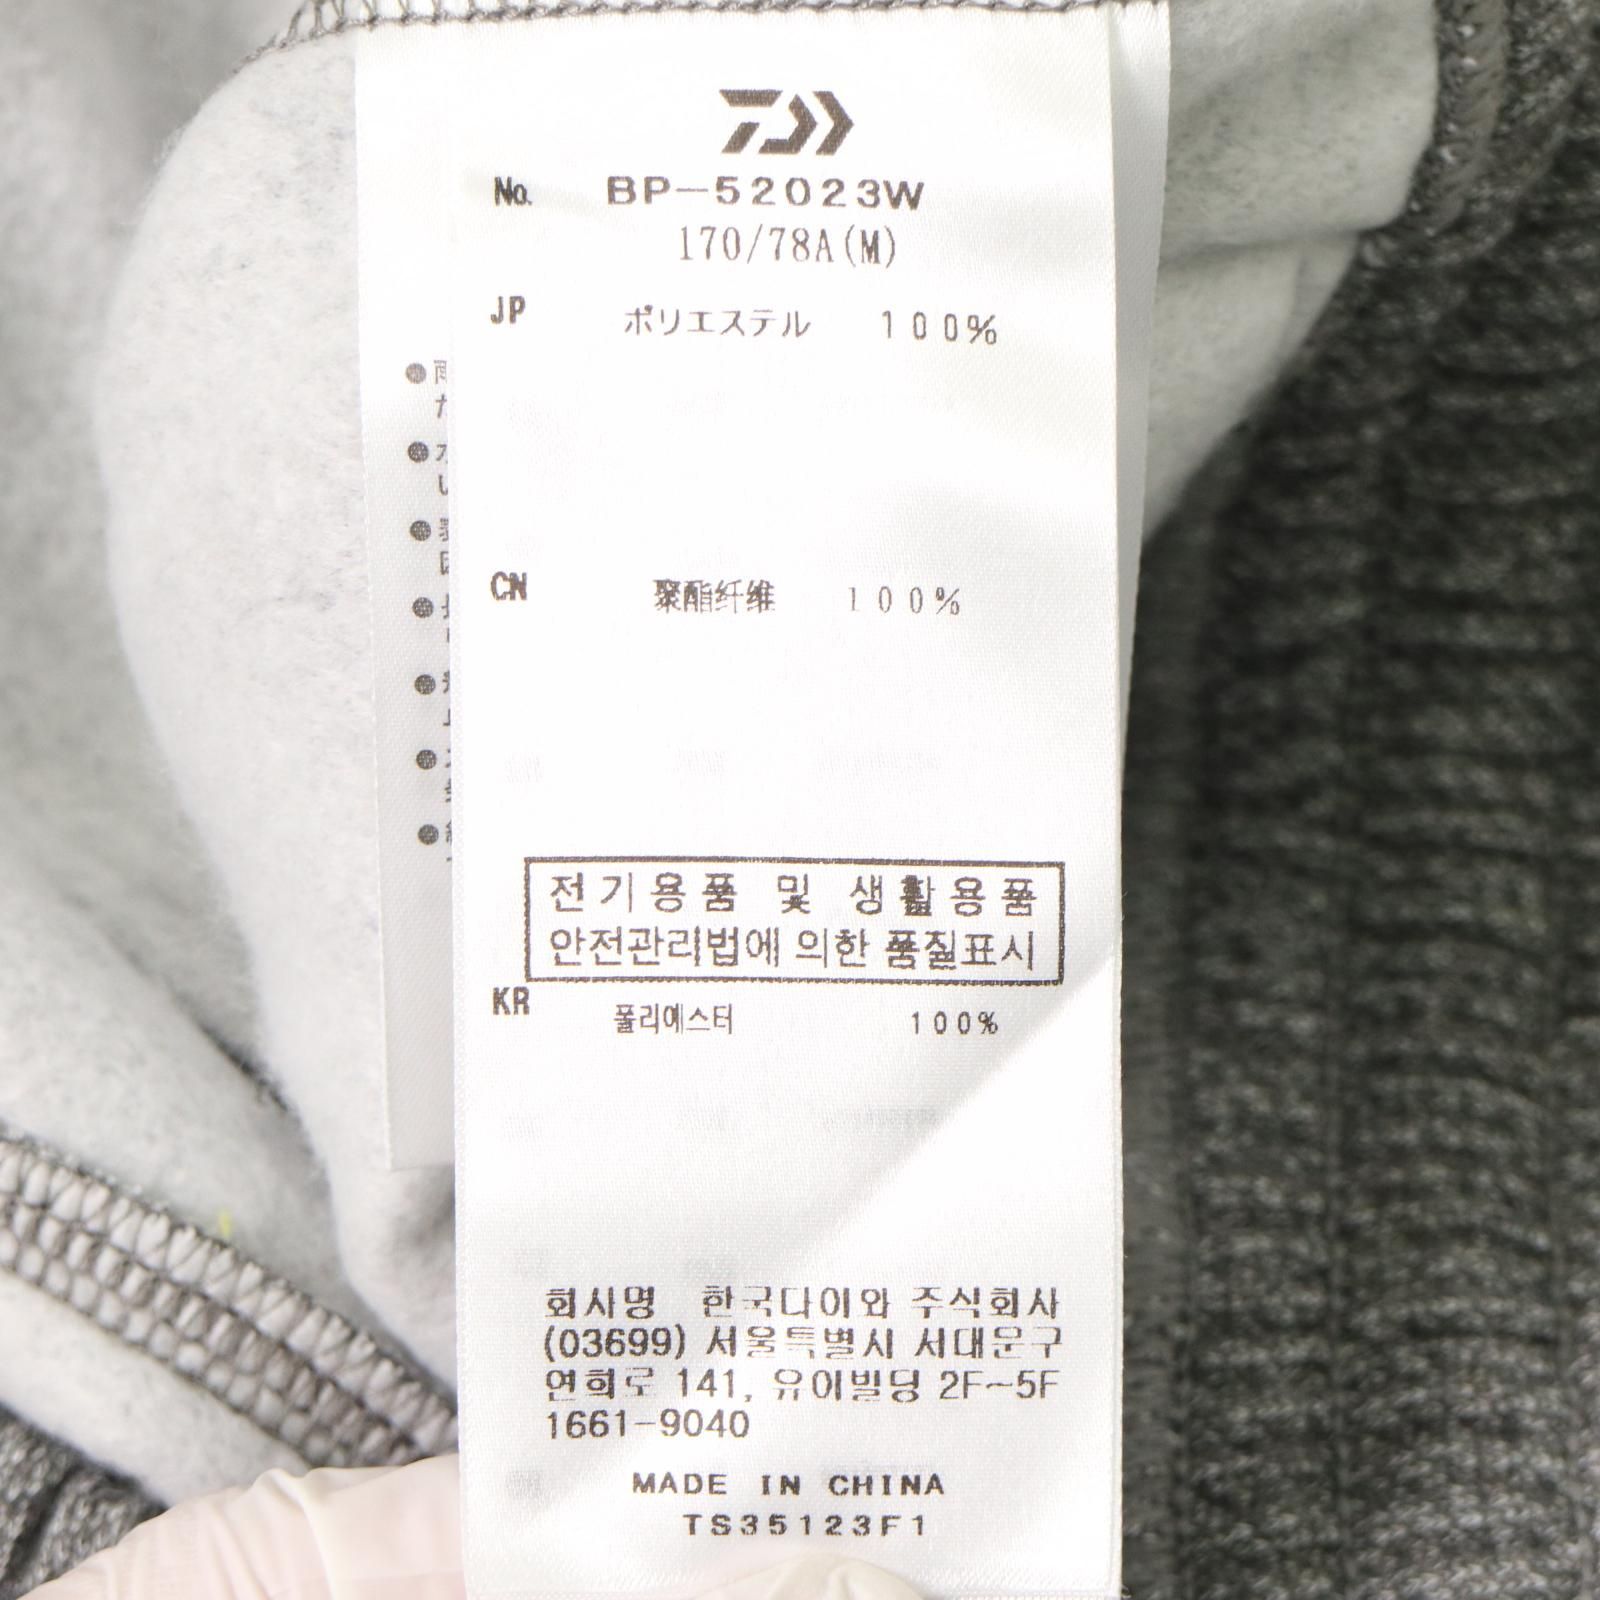 No. BP-52023W
170/78A(M)
JP ポリエステル 100%
CN 聚酯纤维 100%
전기용품 및 생활용품
안전관리법에 의한 품질표시
KR 폴리에스터 100%
회사명 한국다이와 주식회사
(03699) 서울특별시 서대문구
연희로 141, 유이빌딩 2F~5F
1661-9040
MADE IN CHINA
TS35123F1